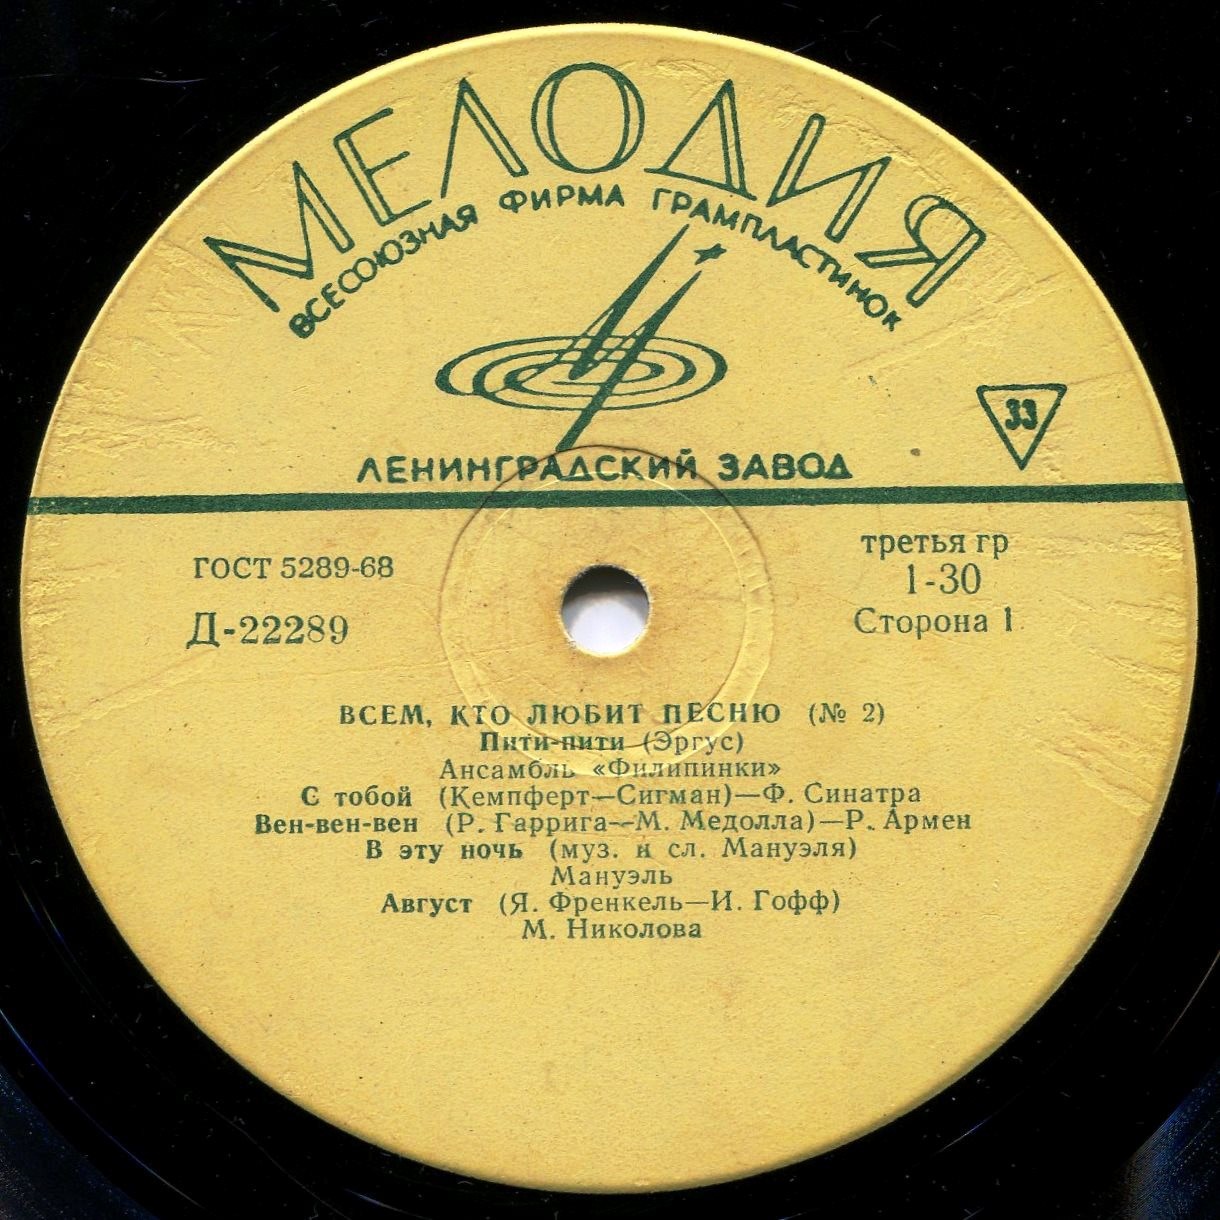 МЕЛОДИЯ
ВСЕСОЮЗНАЯ ФИРМА ГРАМПЛАСТИНОК
33
ЛЕНИНГРАДСКИЙ ЗАВОД
ГОСТ 5289-68
Д-22289
третья гр
1-30
Сторона 1
ВСЕМ, КТО ЛЮБИТ ПЕСНЮ (№ 2)
Пити-пити (Эргус)
Ансамбль «Филипинки»
С тобой (Кемпферт—Сигман)—Ф. Синатра
Вен-вен-вен (Р. Гаррига—М. Медолла)—Р. Армен
В эту ночь (муз. и сл. Мануэля)
Мануэль
Август (Я. Френкель—И. Гофф)
М. Николова